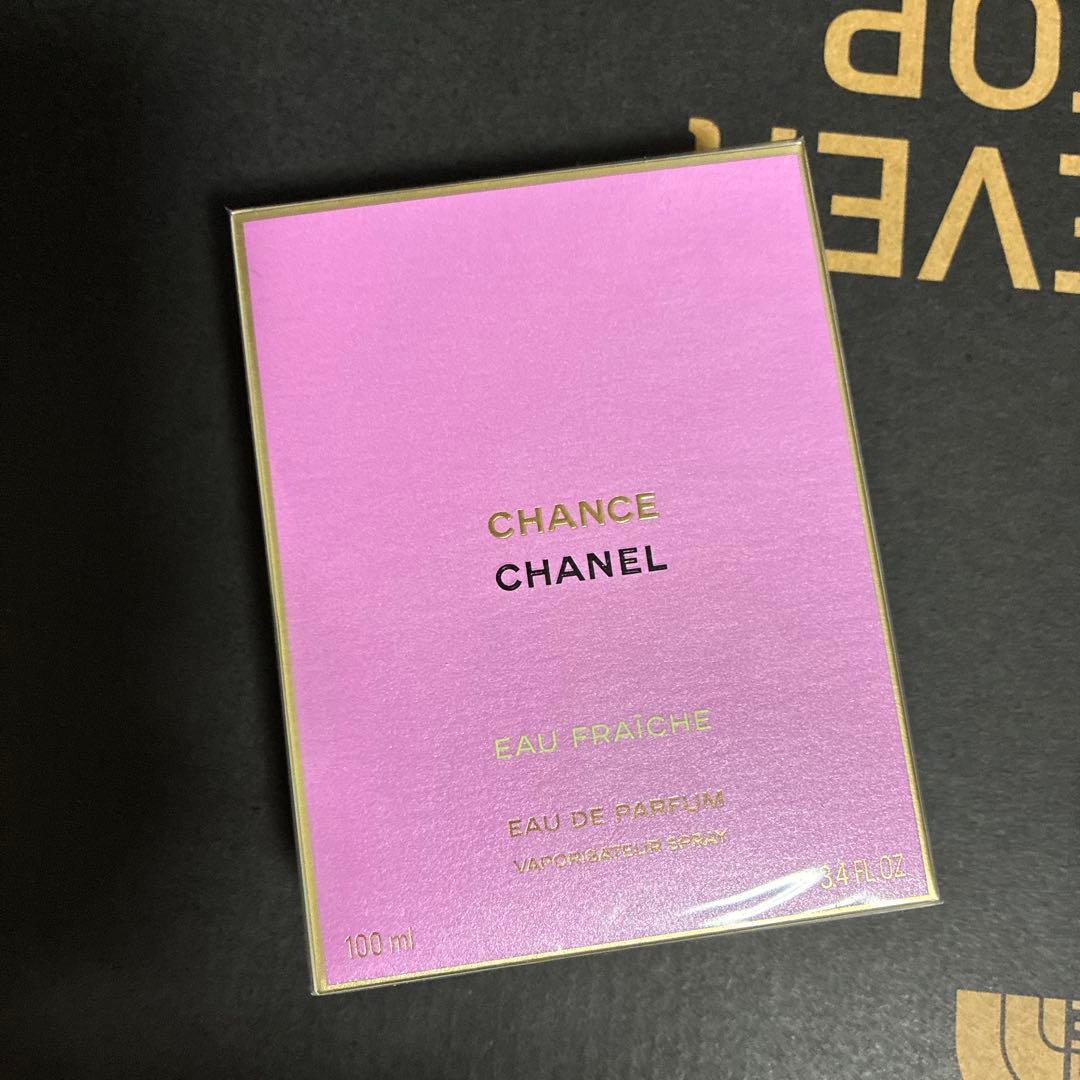 CHANCE
CHANEL
EAU FRAÎCHE
EAU DE PARFUM
VAPORISATEUR SPRAY
100 ml
3.4 FL.OZ